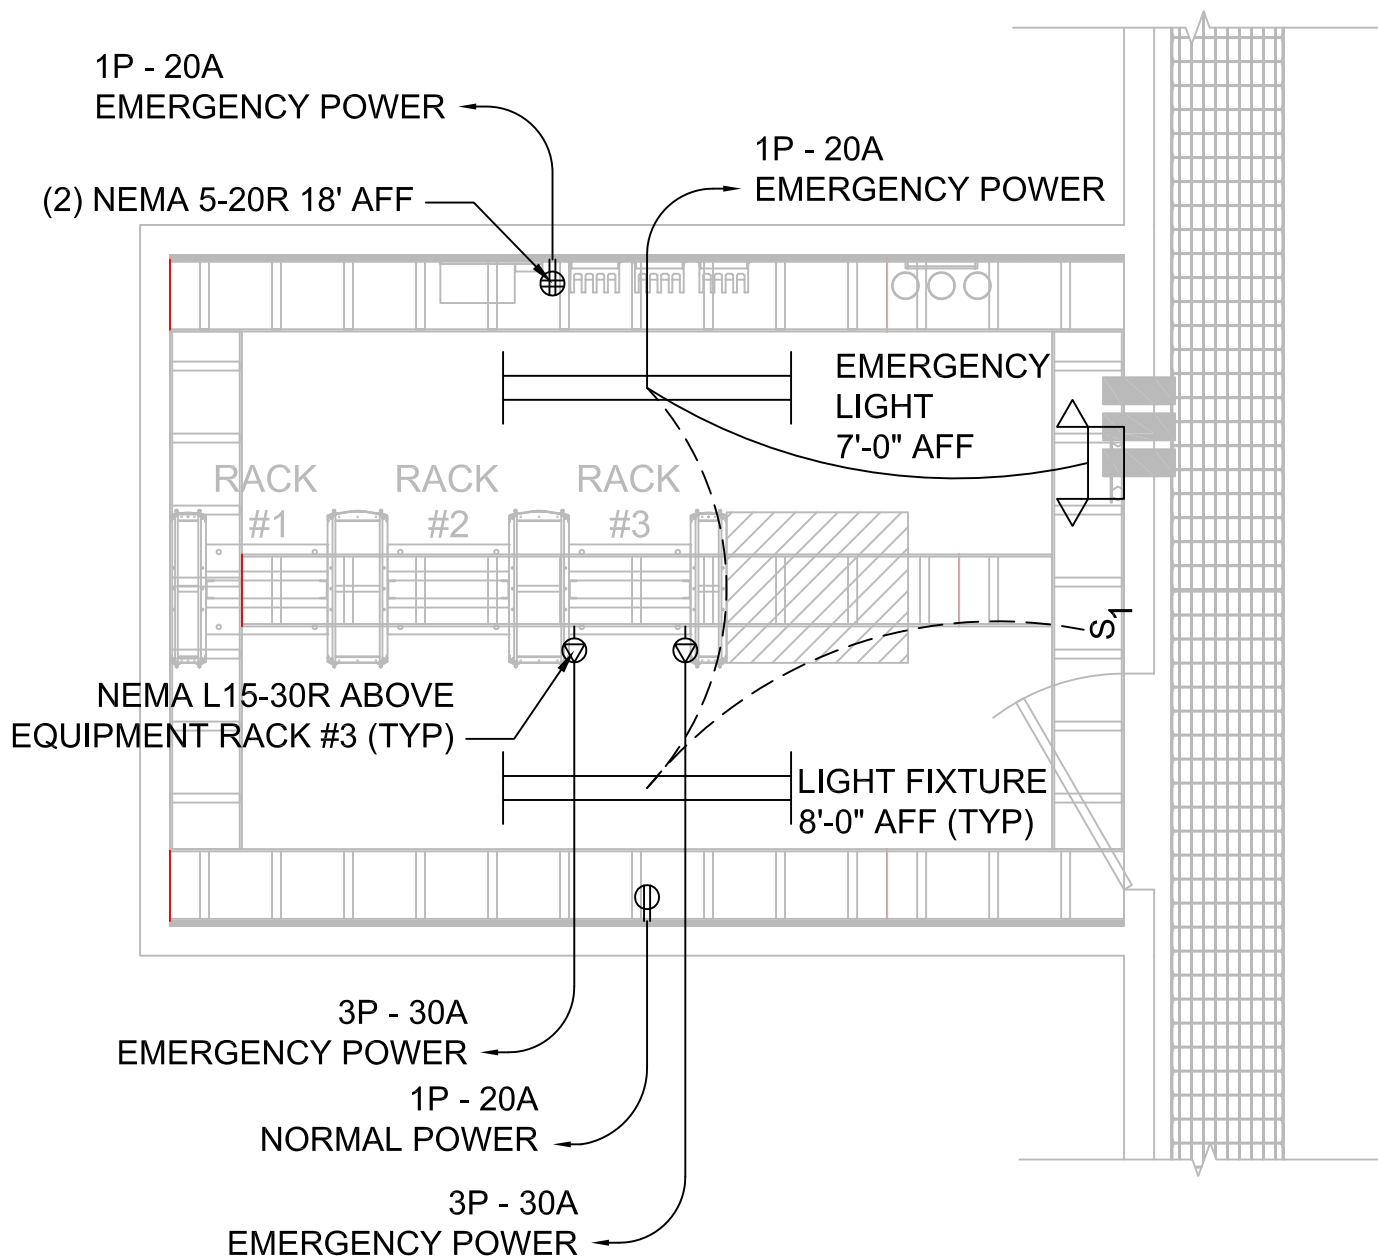 1P - 20A
EMERGENCY POWER
1P - 20A
EMERGENCY POWER
(2) NEMA 5-20R 18' AFF
EMERGENCY
LIGHT
7'-0" AFF
RACK
#1
RACK
#2
RACK
#3
S1
NEMA L15-30R ABOVE
EQUIPMENT RACK #3 (TYP)
LIGHT FIXTURE
8'-0" AFF (TYP)
3P - 30A
EMERGENCY POWER
1P - 20A
NORMAL POWER
3P - 30A
EMERGENCY POWER